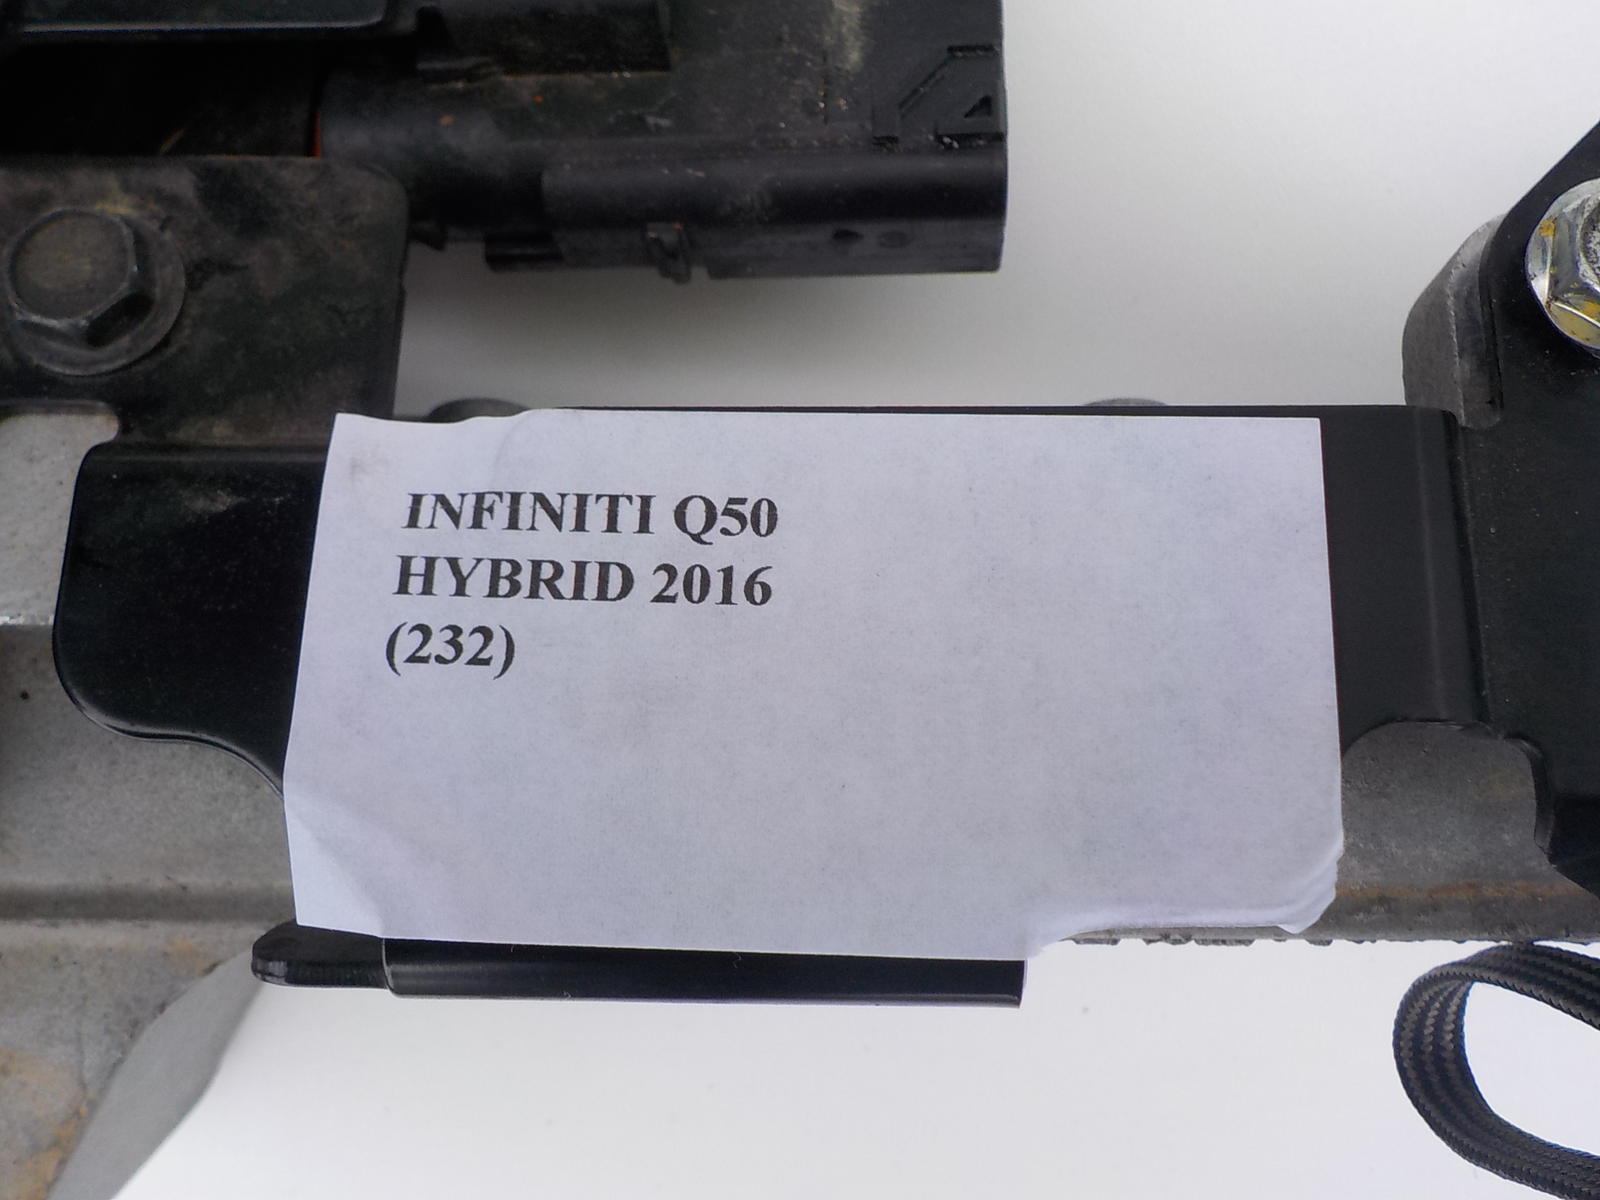 INFINITI Q50
HYBRID 2016
(232)